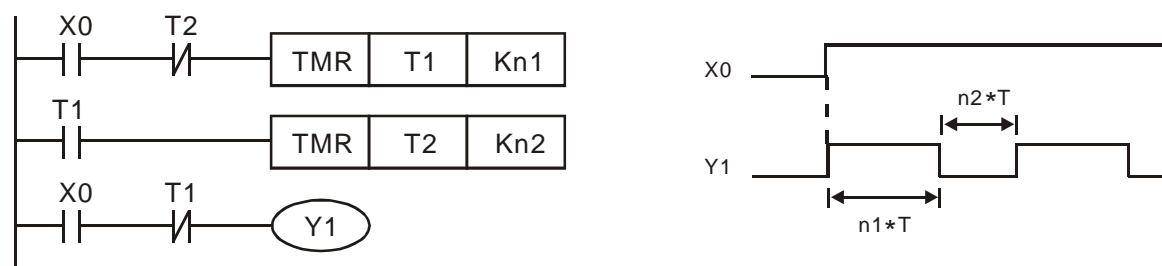 X0 T2
TMR T1 Kn1
T1
TMR T2 Kn2
X0 T1
Y1
X0
n2*T
Y1
n1*T